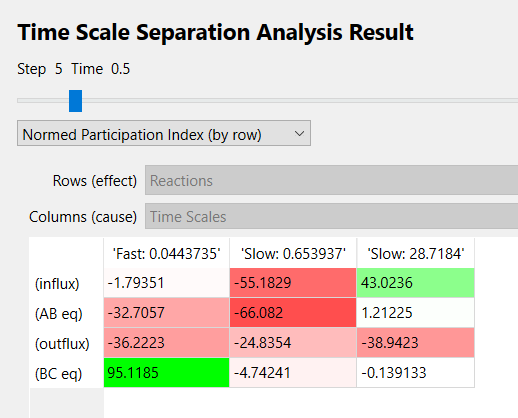 Time Scale Separation Analysis Result
Step 5 Time 0.5
Normed Participation Index (by row)
Rows (effect) Reactions
Columns (cause) Time Scales
'Fast: 0.0443735' 'Slow: 0.653937' 'Slow: 28.7184'
(influx) -1.79351 -55.1829 43.0236
(AB eq) -32.7057 -66.082 1.21225
(outflux) -36.2223 -24.8354 -38.9423
(BC eq) 95.1185 -4.74241 -0.139133